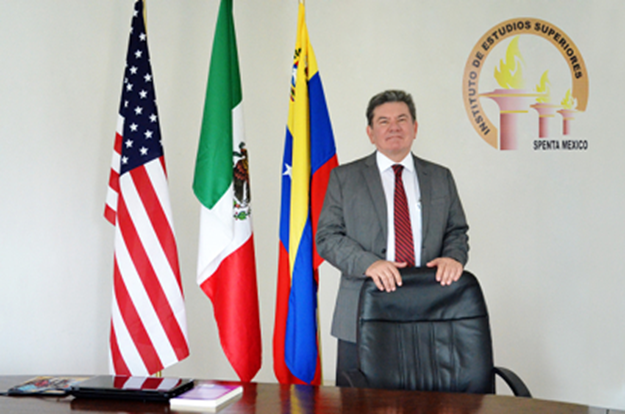 INSTITUTO DE ESTUDIOS SUPERIORES
SPENTA MEXICO